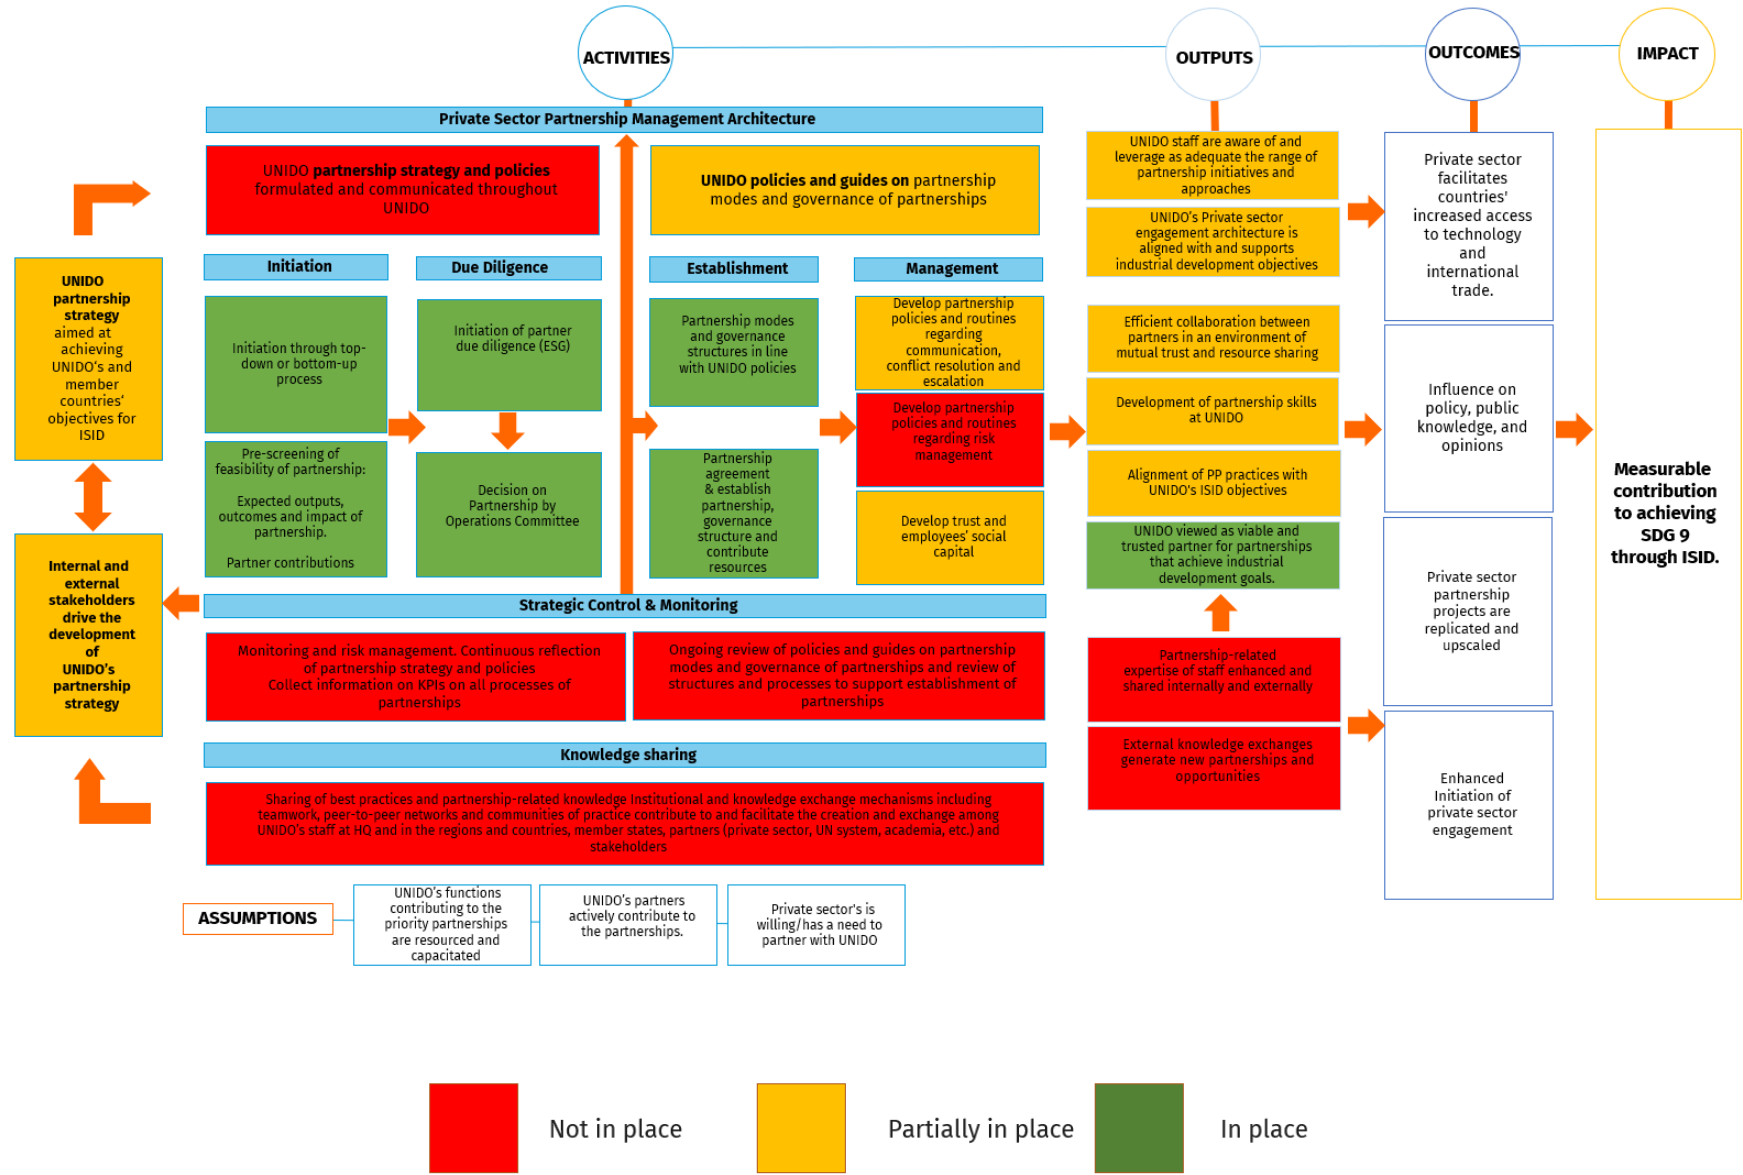 ACTIVITIES
OUTPUTS
OUTCOMES
IMPACT
Private Sector Partnership Management Architecture
UNIDO partnership strategy and policies
formulated and communicated throughout
UNIDO
UNIDO policies and guides on partnership
modes and governance of partnerships
Initiation
Due Diligence
Establishment
Management
UNIDO
partnership
strategy
aimed at
achieving
UNIDO's and
member
countries'
objectives for
ISID
Internal and
external
stakeholders
drive the
development
of
UNIDO's
partnership
strategy
Initiation through top-
down or bottom-up
process
Pre-screening of
feasibility of partnership:
Expected outputs,
outcomes and impact of
partnership.
Partner contributions
Initiation of partner
due diligence (ESG)
Decision on
Partnership by
Operations Committee
Partnership modes
and governance
structures in line
with UNIDO policies
Partnership
agreement
& establish
partnership,
governance
structure and
contribute
resources
Develop partnership
policies and routines
regarding
communication,
conflict resolution and
escalation
Develop partnership
policies and routines
regarding risk
management
Develop trust and
employees' social
capital
Strategic Control & Monitoring
Monitoring and risk management. Continuous reflection
of partnership strategy and policies
Collect information on KPIs on all processes of
partnerships
Ongoing review of policies and guides on partnership
modes and governance of partnerships and review of
structures and processes to support establishment of
partnerships
Knowledge sharing
Sharing of best practices and partnership-related knowledge Institutional and knowledge exchange mechanisms including
teamwork, peer-to-peer networks and communities of practice contribute to and facilitate the creation and exchange among
UNIDO's staff at HQ and in the regions and countries, member states, partners (private sector, UN system, academia, etc.) and
stakeholders
UNIDO staff are aware of and
leverage as adequate the range of
partnership initiatives and
approaches
UNIDO's Private sector
engagement architecture is
aligned with and supports
industrial development objectives
Efficient collaboration between
partners in an environment of
mutual trust and resource sharing
Development of partnership skills
at UNIDO
Alignment of PP practices with
UNIDO's ISID objectives
UNIDO viewed as viable and
trusted partner for partnerships
that achieve industrial
development goals.
Partnership-related
expertise of staff enhanced and
shared internally and externally
External knowledge exchanges
generate new partnerships and
opportunities
Private sector
facilitates
countries'
increased access
to technology
and
international
trade.
Influence on
policy, public
knowledge, and
opinions
Private sector
partnership
projects are
replicated and
upscaled
Enhanced
Initiation of
private sector
engagement
Measurable
contribution
to achieving
SDG 9
through ISID.
ASSUMPTIONS
UNIDO's functions
contributing to the
priority partnerships
are resourced and
capacitated
UNIDO's partners
actively contribute to
the partnerships.
Private sector's is
willing/has a need to
partner with UNIDO
Not in place
Partially in place
In place